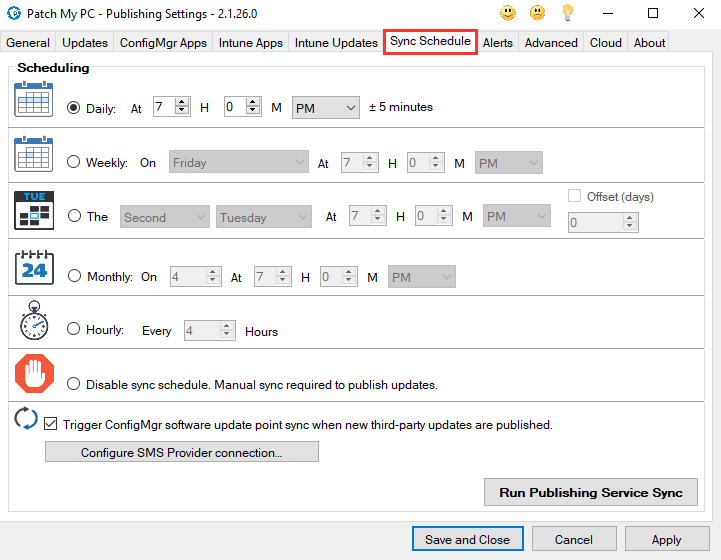 Patch My PC - Publishing Settings - 2.1.26.0
General Updates ConfigMgr Apps Intune Apps Intune Updates Sync Schedule Alerts Advanced Cloud About
Scheduling
Daily: At 7 H 0 M PM ± 5 minutes
Weekly: On Friday At 7 H 0 M PM
Offset (days)
TUE
The Second Tuesday At 7 H 0 M PM 0
24 Monthly: On 4 At 7 H 0 M PM
Hourly: Every 4 Hours
Disable sync schedule. Manual sync required to publish updates.
Trigger ConfigMgr software update point sync when new third-party updates are published.
Configure SMS Provider connection...
Run Publishing Service Sync
Save and Close Cancel Apply